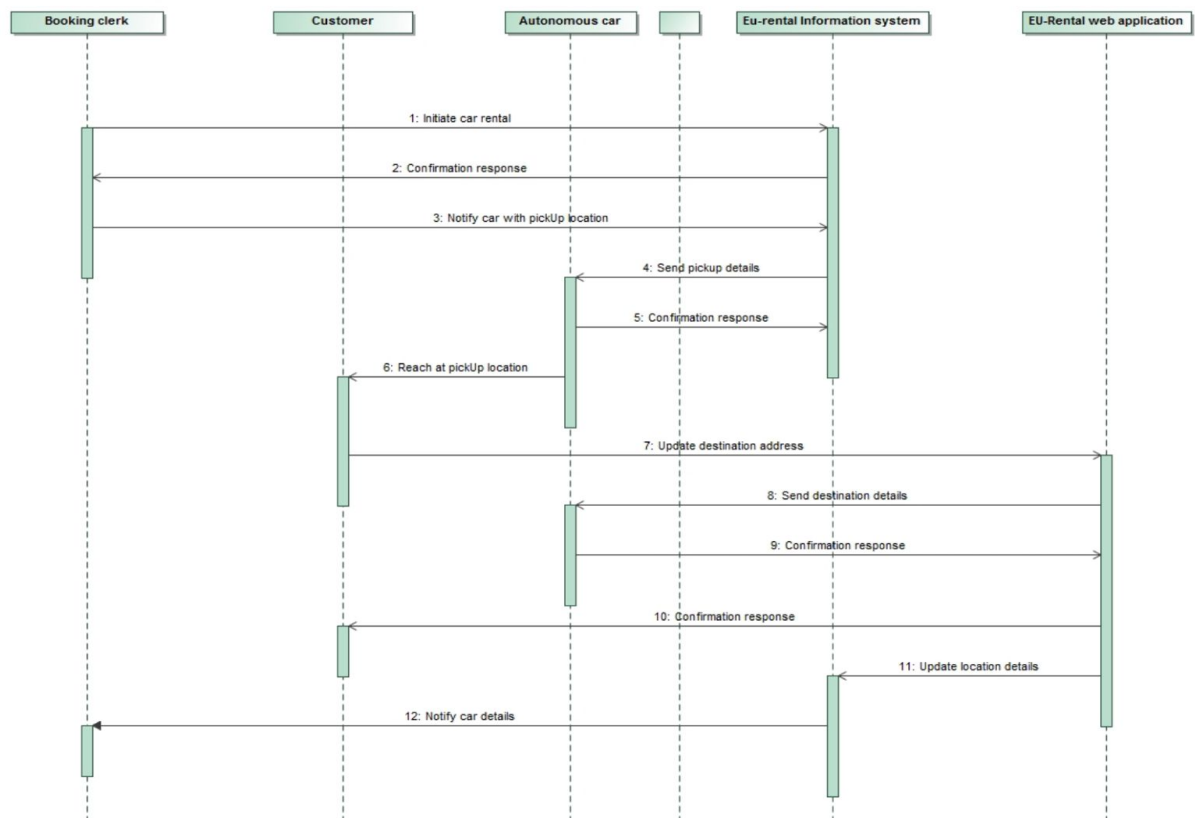 Booking clerk
Customer
Autonomous car
Eu-rental Information system
EU-Rental web application
1: Initiate car rental
2: Confirmation response
3: Notify car with pickUp location
4: Send pickup details
5: Confirmation response
6: Reach at pickUp location
7: Update destination address
8: Send destination details
9: Confirmation response
10: Confirmation response
11: Update location details
12: Notify car details